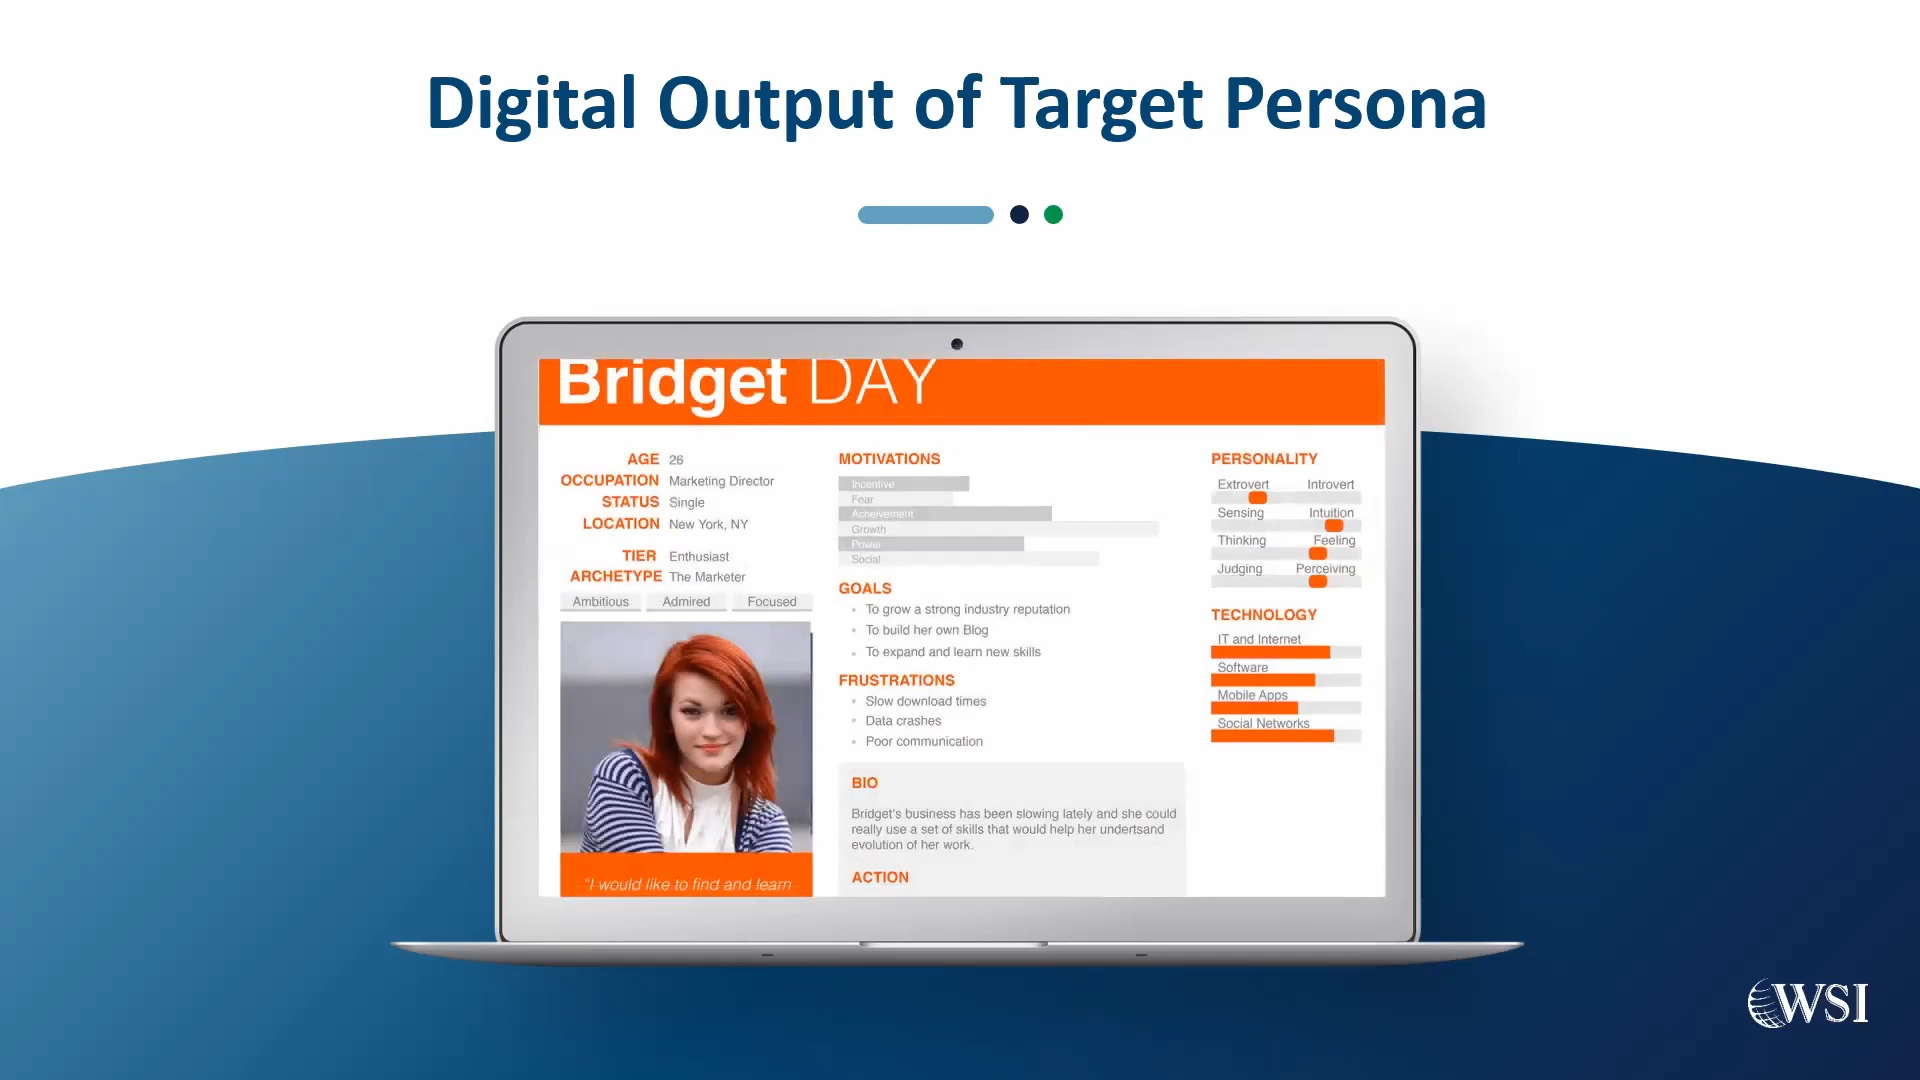 Digital Output of Target Persona
Bridget DAY
AGE 26
OCCUPATION Marketing Director
STATUS Single
LOCATION New York, NY
TIER Enthusiast
ARCHETYPE The Marketer
Ambitious Admired Focused
"I would like to find and learn
MOTIVATIONS
Incentive
Fear
Acheivement
Growth
Power
Social
GOALS
To grow a strong industry reputation
To build her own Blog
To expand and learn new skills
FRUSTRATIONS
Slow download times
Data crashes
Poor communication
BIO
Bridget's business has been slowing lately and she could
really use a set of skills that would help her undertsand
evolution of her work.
ACTION
PERSONALITY
Extrovert Introvert
Sensing Intuition
Thinking Feeling
Judging Perceiving
TECHNOLOGY
IT and Internet
Software
Mobile Apps
Social Networks
WSI